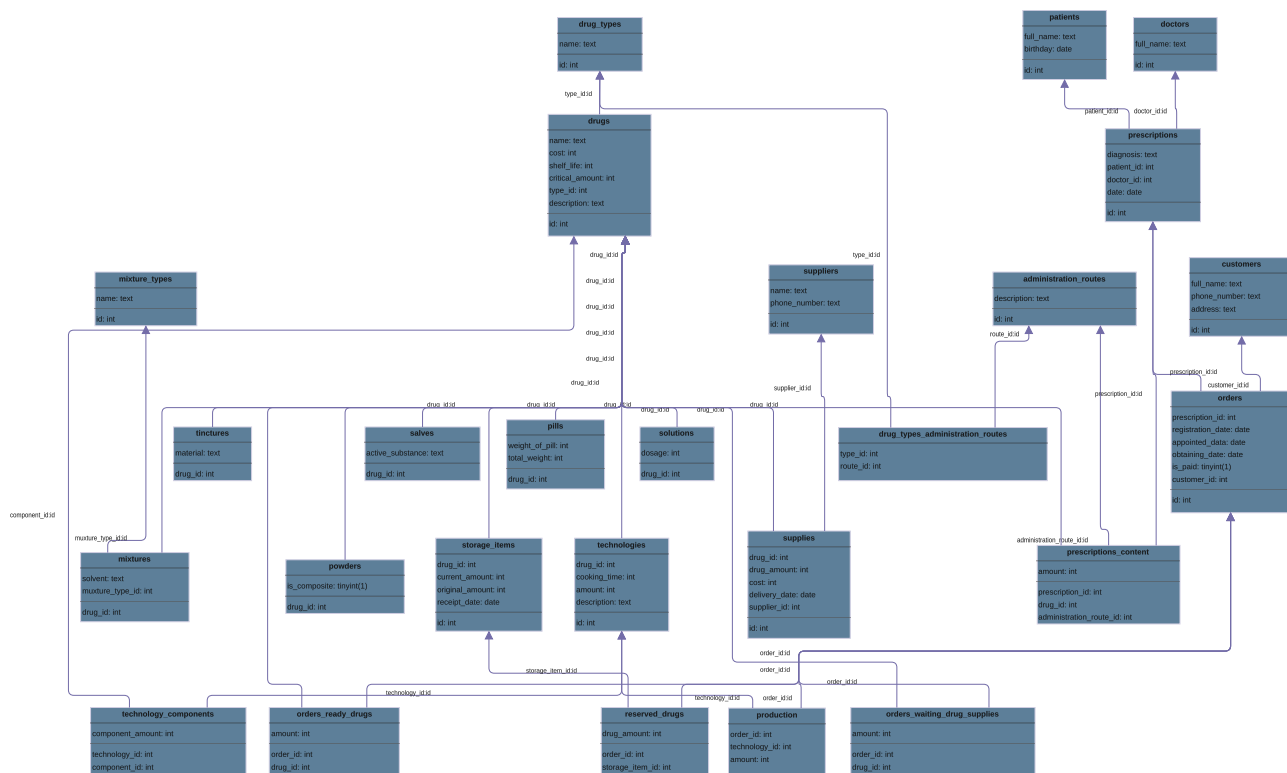 drug_types
name: text
id: int
patients
full_name: text
birthday: date
id: int
doctors
full_name: text
id: int
type_id:id
patient_id:id
doctor_id:id
drugs
name: text
cost: int
shelf_life: int
critical_amount: int
type_id: int
description: text
id: int
prescriptions
diagnosis: text
patient_id: int
doctor_id: int
date: date
id: int
drug_id:id
drug_id:id
drug_id:id
drug_id:id
drug_id:id
drug_id:id
type_id:id
mixture_types
name: text
id: int
suppliers
name: text
phone_number: text
id: int
administration_routes
description: text
id: int
customers
full_name: text
phone_number: text
address: text
id: int
route_id:id
supplier_id:id
prescription_id:id
prescription_id:id
customer_id:id
drug_id:id
drug_id:id
drug_id:id
drug_id:id
drug_id:id
drug_id:id
orders
prescription_id: int
registration_date: date
appointed_data: date
obtaining_date: date
is_paid: tinyint(1)
customer_id: int
id: int
tinctures
material: text
drug_id: int
salves
active_substance: text
drug_id: int
pills
weight_of_pill: int
total_weight: int
drug_id: int
solutions
dosage: int
drug_id: int
drug_types_administration_routes
type_id: int
route_id: int
component_id:id
muxture_type_id:id
administration_route_id:id
mixtures
solvent: text
muxture_type_id: int
drug_id: int
powders
is_composite: tinyint(1)
drug_id: int
storage_items
drug_id: int
current_amount: int
original_amount: int
receipt_date: date
id: int
technologies
drug_id: int
cooking_time: int
amount: int
description: text
id: int
supplies
drug_id: int
drug_amount: int
cost: int
delivery_date: date
supplier_id: int
id: int
prescriptions_content
amount: int
prescription_id: int
drug_id: int
administration_route_id: int
order_id:id
order_id:id
order_id:id
order_id:id
storage_item_id:id
technology_id:id
technology_id:id
technology_components
component_amount: int
technology_id: int
component_id: int
orders_ready_drugs
amount: int
order_id: int
drug_id: int
reserved_drugs
drug_amount: int
order_id: int
storage_item_id: int
production
order_id: int
technology_id: int
amount: int
orders_waiting_drug_supplies
amount: int
order_id: int
drug_id: int